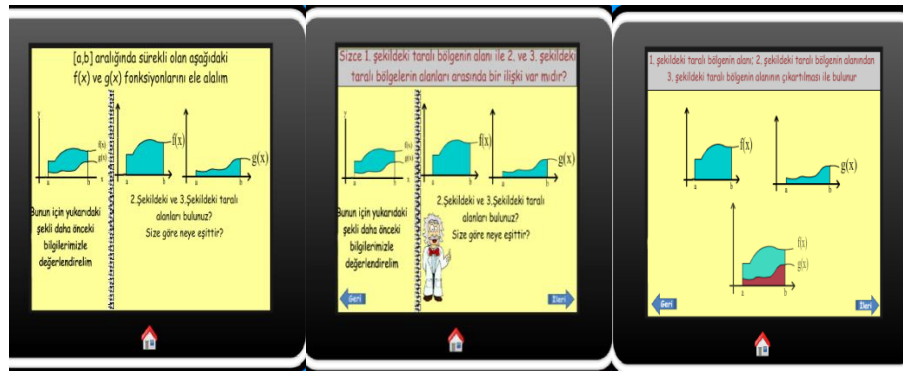 [a,b] aralığında sürekli olan aşağıdaki
f(x) ve g(x) fonksiyonlarını ele alalım
y
f(x)
g(x)
a
b
x
f(x)
a
b
g(x)
a
b
Bunun için yukarıdaki
şekli daha önceki
bilgilerimizle
değerlendirelim
2.Şekildeki ve 3.Şekildeki taralı
alanları bulunuz?
Size göre neye eşittir?
Sizce 1. şekildeki taralı bölgenin alanı ile 2. ve 3. şekildeki
taralı bölgelerin alanları arasında bir ilişki var mıdır?
y
f(x)
g(x)
a
b
x
f(x)
a
b
g(x)
a
b
Bunun için yukarıdaki
şekli daha önceki
bilgilerimizle
değerlendirelim
2.Şekildeki ve 3.Şekildeki taralı
alanları bulunuz?
Size göre neye eşittir?
Geri
İleri
1. şekildeki taralı bölgenin alanı; 2. şekildeki taralı bölgenin alanından
3. şekildeki taralı bölgenin alanının çıkartılması ile bulunur
f(x)
a
b
g(x)
a
b
f(x)
g(x)
a
b
Geri
İleri